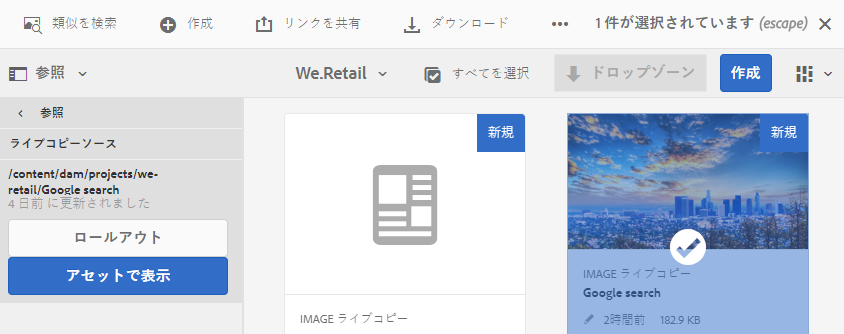 類似を検索 作成 リンクを共有 ダウンロード ••• 1 件が選択されています (escape)
参照 We.Retail すべてを選択 ドロップゾーン 作成
参照
ライブコピーソース
/content/dam/projects/we-
retail/Google search
4 日前 に更新されました
ロールアウト
アセットで表示
新規
IMAGE ライブコピー
新規
IMAGE ライブコピー
Google search
2時間前 182.9 KB